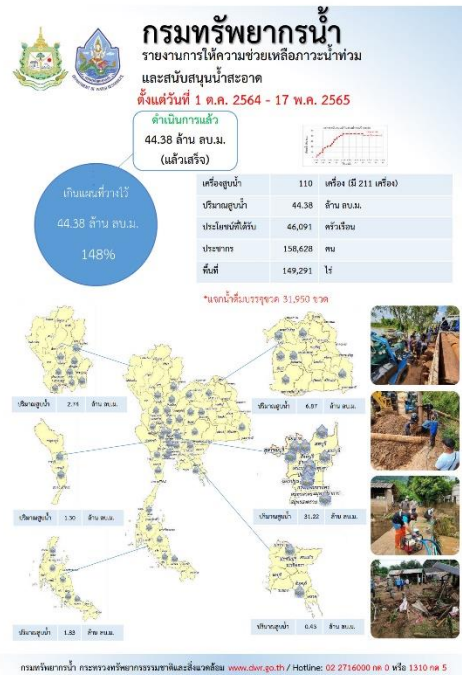 กรมทรัพยากรน้ำ
รายงานการให้ความช่วยเหลือภาวะน้ำท่วม
และสนับสนุนน้ำสะอาด
ตั้งแต่วันที่ 1 ต.ค. 2564 - 17 พ.ค. 2565
ดำเนินการแล้ว
44.38 ล้าน ลบ.ม.
(แล้วเสร็จ)
เกินแผนที่วางไว้
44.38 ล้าน ลบ.ม.
148%
เครื่องสูบน้ำ 110 เครื่อง (มี 211 เครื่อง)
ปริมาณสูบน้ำ 44.38 ล้าน ลบ.ม.
ประโยชน์ที่ได้รับ 46,091 ครัวเรือน
ประชากร 158,628 คน
พื้นที่ 149,291 ไร่
*แจกน้ำดื่มบรรจุขวด 31,950 ขวด
ปริมาณสูบน้ำ 2.74 ล้าน ลบ.ม.
ปริมาณสูบน้ำ 6.87 ล้าน ลบ.ม.
ปริมาณสูบน้ำ 1.30 ล้าน ลบ.ม.
ปริมาณสูบน้ำ 31.22 ล้าน ลบ.ม.
ปริมาณสูบน้ำ 1.83 ล้าน ลบ.ม.
ปริมาณสูบน้ำ 0.45 ล้าน ลบ.ม.
กรมทรัพยากรน้ำ กระทรวงทรัพยากรธรรมชาติและสิ่งแวดล้อม www.dwr.go.th / Hotline: 02 2716000 กด 0 หรือ 1310 กด 5